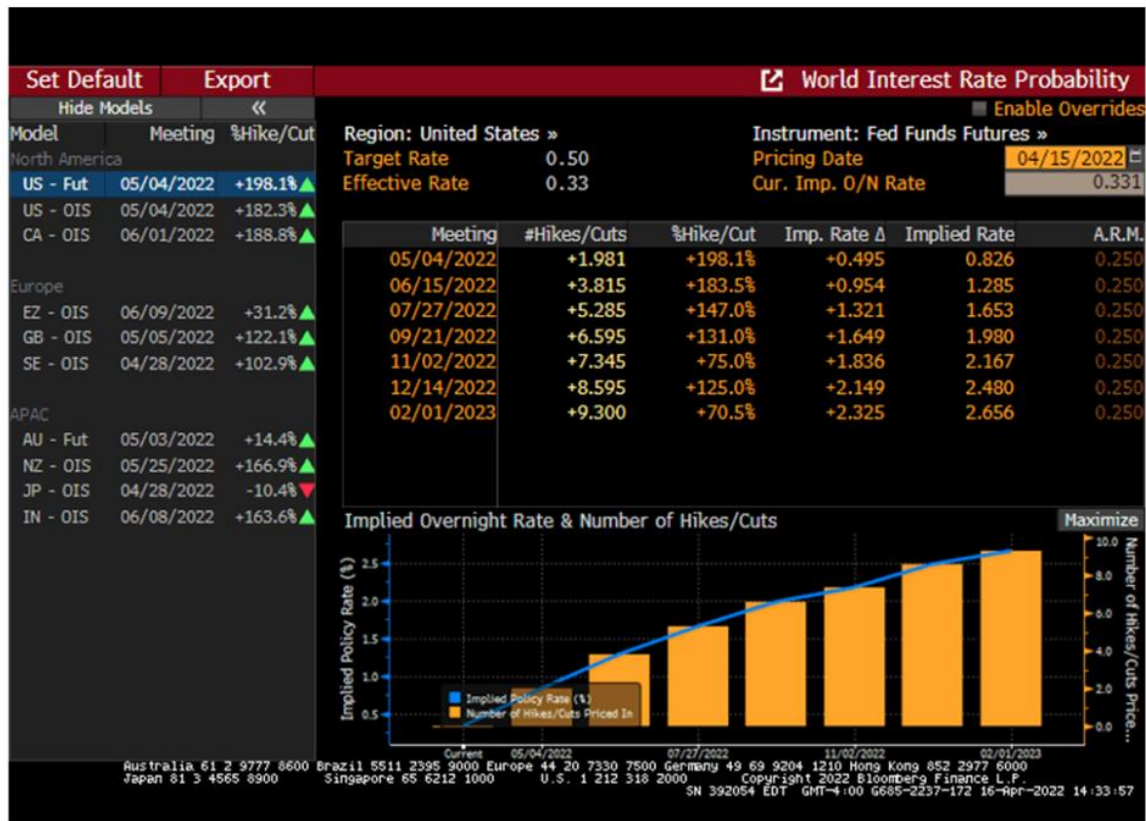 Set Default Export World Interest Rate Probability
Hide Models « Enable Overrides
Model Meeting %Hike/Cut
North America
US - Fut 05/04/2022 +198.1%
US - OIS 05/04/2022 +182.3%
CA - OIS 06/01/2022 +188.8%
Europe
EZ - OIS 06/09/2022 +31.2%
GB - OIS 05/05/2022 +122.1%
SE - OIS 04/28/2022 +102.9%
APAC
AU - Fut 05/03/2022 +14.4%
NZ - OIS 05/25/2022 +166.9%
JP - OIS 04/28/2022 -10.4%
IN - OIS 06/08/2022 +163.6%
Region: United States » Instrument: Fed Funds Futures »
Target Rate 0.50 Pricing Date 04/15/2022
Effective Rate 0.33 Cur. Imp. O/N Rate 0.331
Meeting #Hikes/Cuts %Hike/Cut Imp. Rate Δ Implied Rate A.R.M.
05/04/2022 +1.981 +198.1% +0.495 0.826 0.250
06/15/2022 +3.815 +183.5% +0.954 1.285 0.250
07/27/2022 +5.285 +147.0% +1.321 1.653 0.250
09/21/2022 +6.595 +131.0% +1.649 1.980 0.250
11/02/2022 +7.345 +75.0% +1.836 2.167 0.250
12/14/2022 +8.595 +125.0% +2.149 2.480 0.250
02/01/2023 +9.300 +70.5% +2.325 2.656 0.250
Implied Overnight Rate & Number of Hikes/Cuts Maximize
Implied Policy Rate (%)
2.5
2.0
1.5
1.0
0.5
10.0
8.0
6.0
4.0
2.0
0.0
Number of Hikes/Cuts Price...
Implied Policy Rate (%)
Number of Hikes/Cuts Priced In
Current 05/04/2022 07/27/2022 11/02/2022 02/01/2023
Australia 61 2 9777 8600 Brazil 5511 2395 9000 Europe 44 20 7330 7500 Germany 49 69 9204 1210 Hong Kong 852 2977 6000
Japan 81 3 4565 8900 Singapore 65 6212 1000 U.S. 1 212 318 2000 Copyright 2022 Bloomberg Finance L.P.
SN 392054 EDT GMT-4:00 G685-2237-172 16-Apr-2022 14:33:57